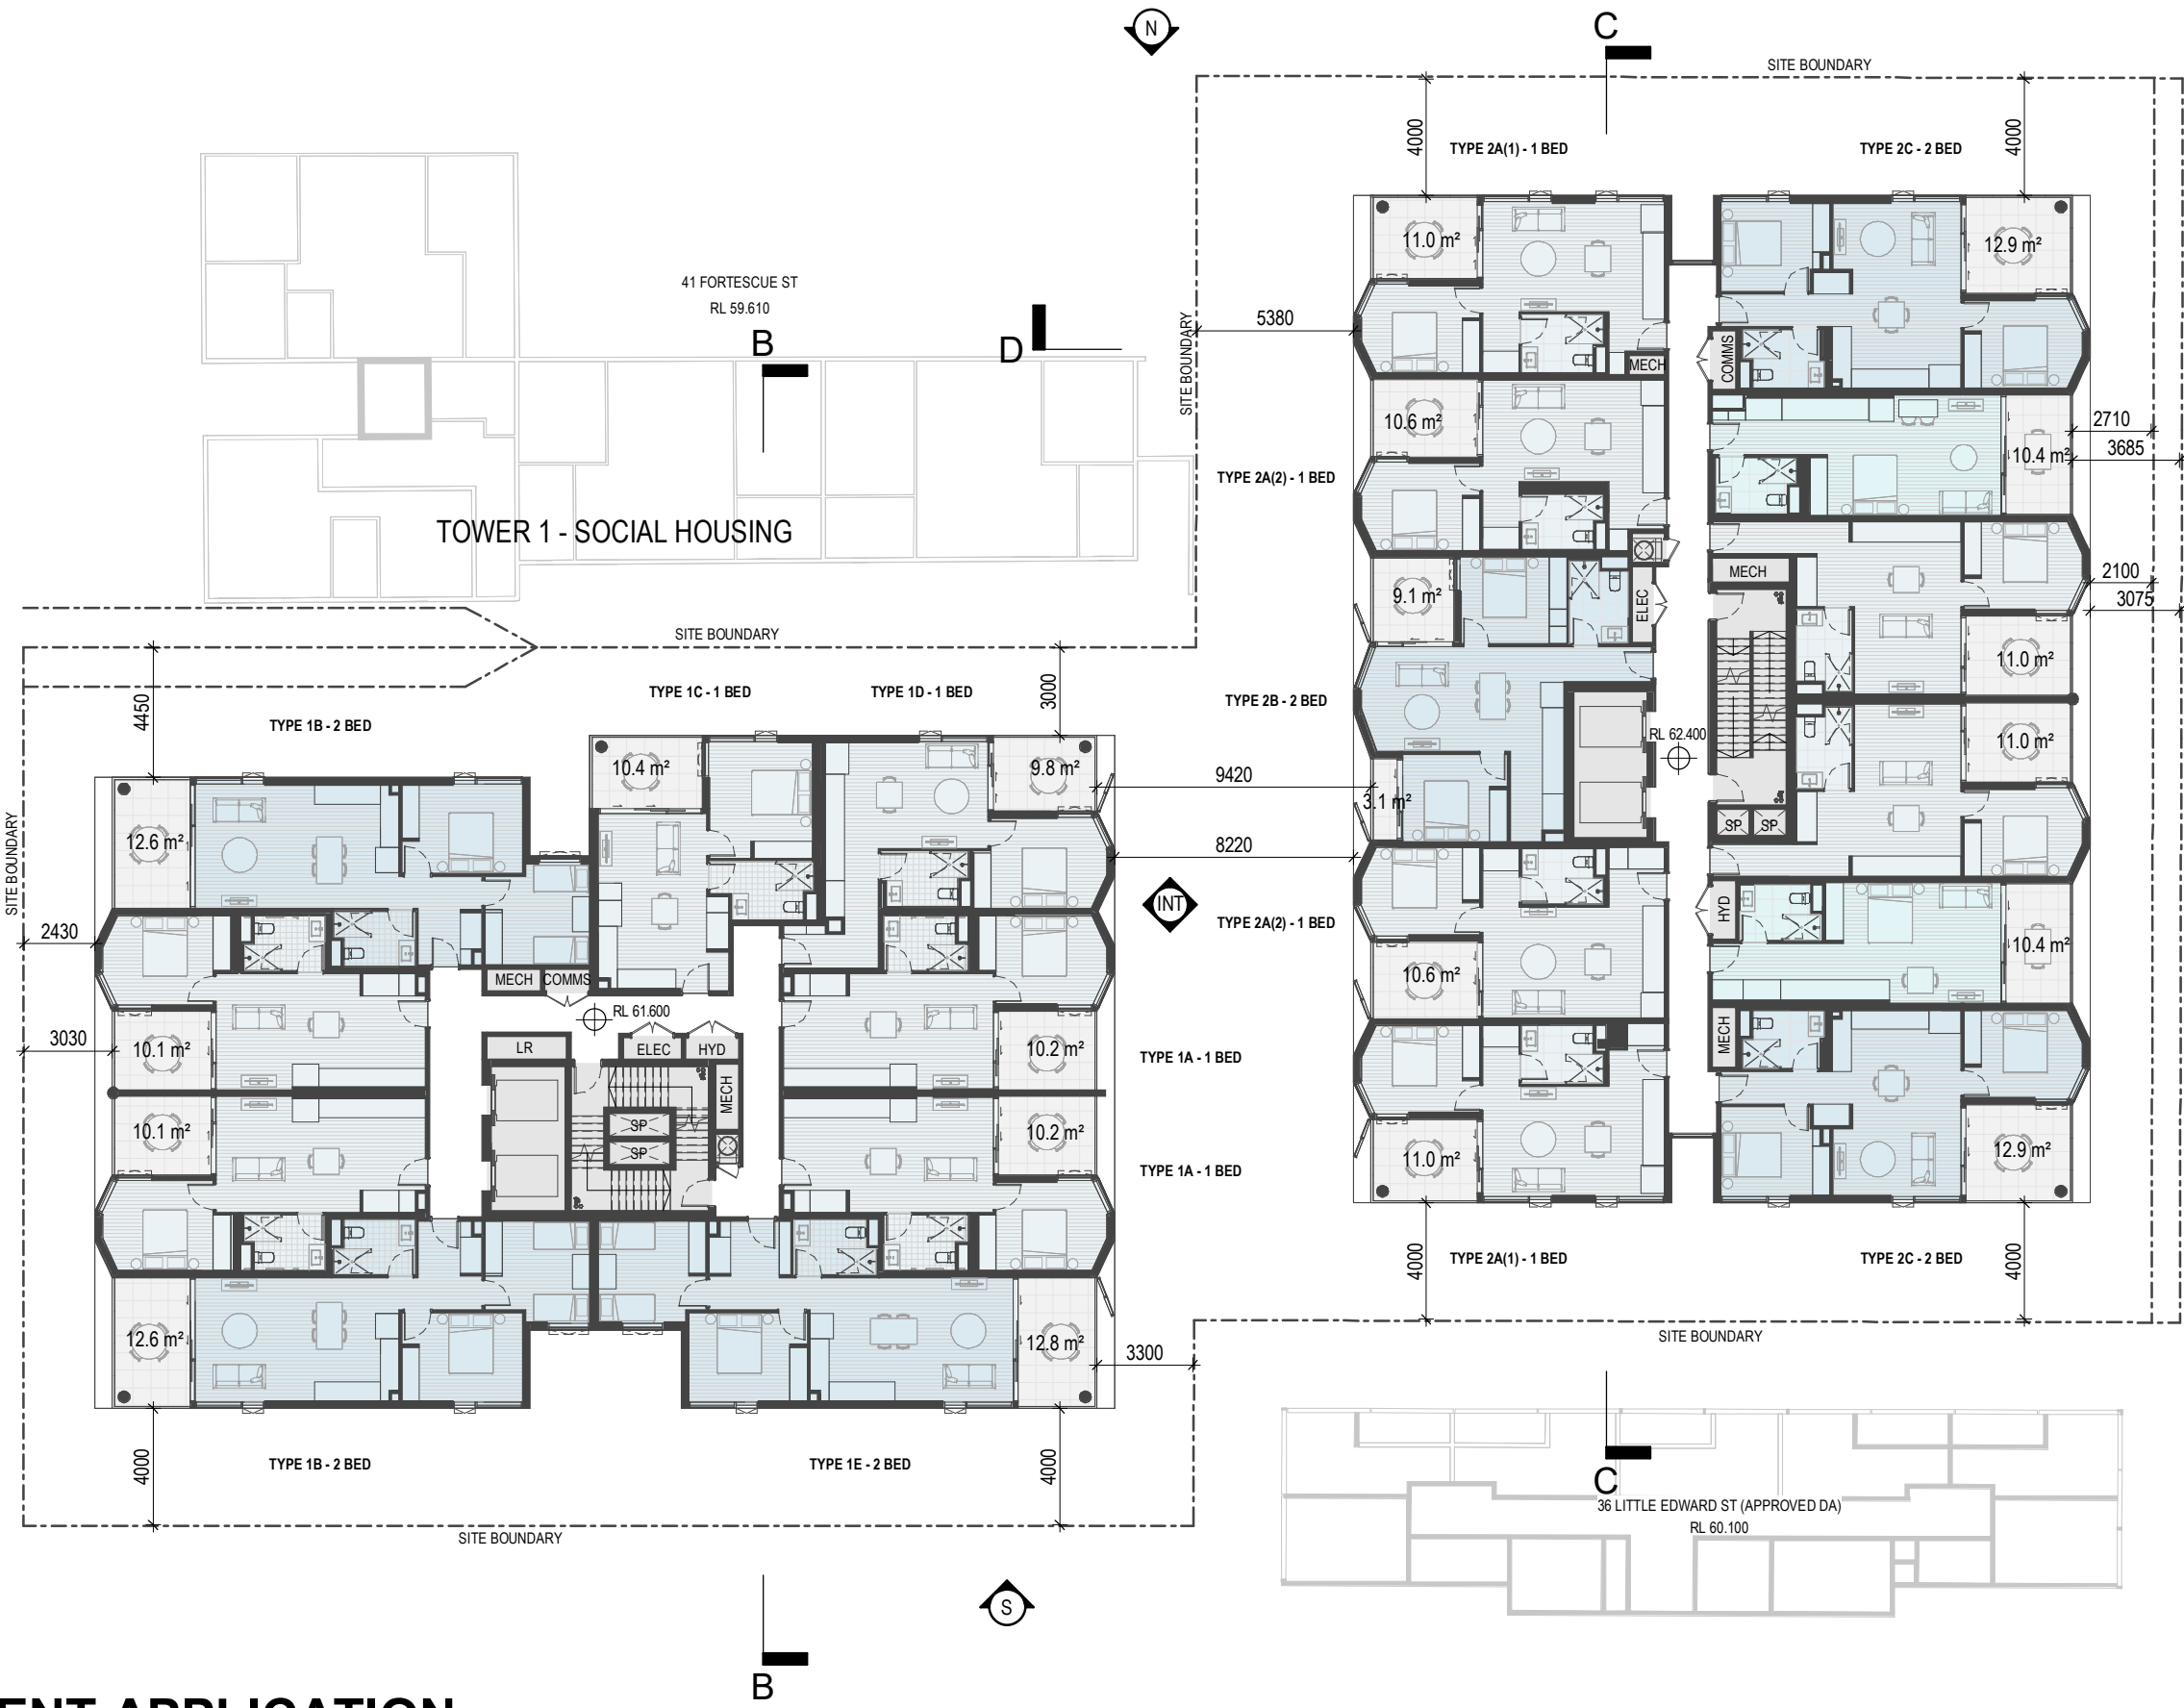 N
C
SITE BOUNDARY
4000
TYPE 2A(1) - 1 BED
TYPE 2C - 2 BED
4000
11.0 m²
12.9 m²
41 FORTESCUE ST
RL 59.610
B
D
SITE BOUNDARY
5380
MECH
COMMS
10.6 m²
2710
3685
10.4 m²
TYPE 2A(2) - 1 BED
TOWER 1 - SOCIAL HOUSING
MECH
2100
3075
9.1 m²
ELEC
SITE BOUNDARY
11.0 m²
4450
TYPE 1B - 2 BED
TYPE 1C - 1 BED
TYPE 1D - 1 BED
3000
TYPE 2B - 2 BED
RL 62.400
11.0 m²
10.4 m²
9.8 m²
9420
3.1 m²
SP
SP
SITE BOUNDARY
12.6 m²
8220
INT
TYPE 2A(2) - 1 BED
HYD
2430
10.4 m²
MECH
COMMS
10.6 m²
RL 61.600
3030
10.1 m²
LR
ELEC
HYD
10.2 m²
TYPE 1A - 1 BED
MECH
MECH
10.1 m²
SP
SP
10.2 m²
TYPE 1A - 1 BED
11.0 m²
12.9 m²
4000
TYPE 2A(1) - 1 BED
TYPE 2C - 2 BED
4000
12.6 m²
12.8 m²
3300
SITE BOUNDARY
4000
TYPE 1B - 2 BED
TYPE 1E - 2 BED
4000
C
36 LITTLE EDWARD ST (APPROVED DA)
RL 60.100
SITE BOUNDARY
S
B